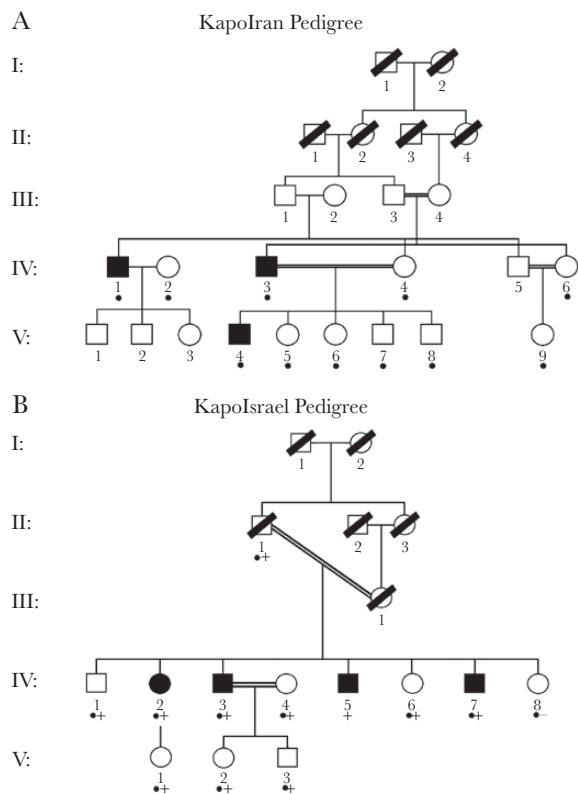 A KapoIran Pedigree
I:
1 2
II:
1 2 3 4
III:
1 2 3 4
IV:
1 2 3 4 5 6
V:
1 2 3 4 5 6 7 8 9
B KapoIsrael Pedigree
I:
1 2
II:
1 2 3
•+
III:
1
IV:
1 2 3 4 5 6 7 8
•+ •+ •+ •+ + •+ •+ •–
V:
1 2 3
•+ •+ •+